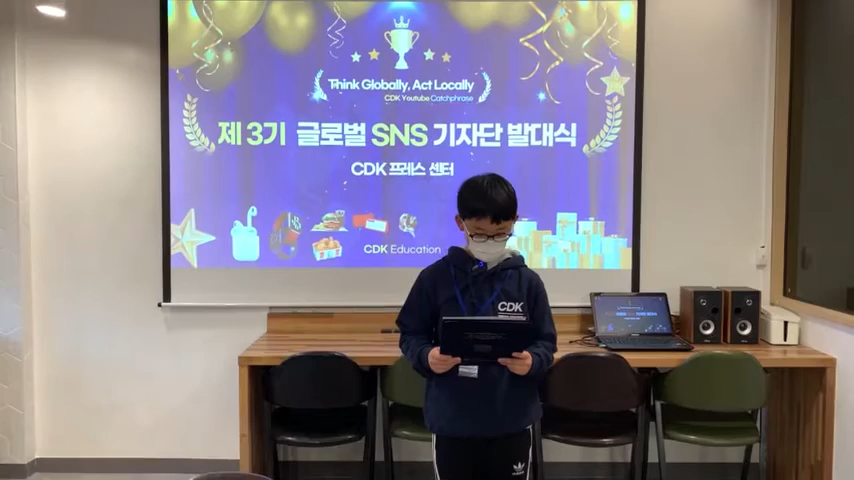 Think Globally, Act Locally
CDK Youtube Catchphrase
제 3기 글로벌 SNS 기자단 발대식
CDK 프레스 센터
CDK Education
CDK
adidas